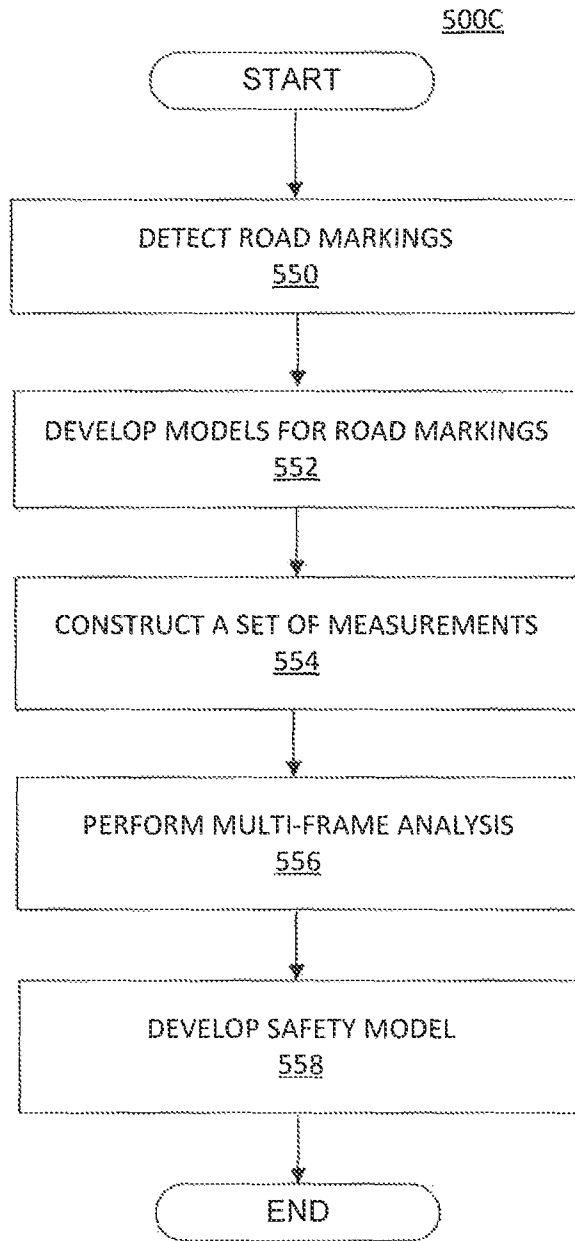 500C
START
DETECT ROAD MARKINGS
550
DEVELOP MODELS FOR ROAD MARKINGS
552
CONSTRUCT A SET OF MEASUREMENTS
554
PERFORM MULTI-FRAME ANALYSIS
556
DEVELOP SAFETY MODEL
558
END